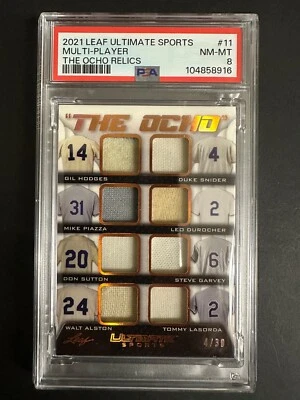 2021 LEAF ULTIMATE SPORTS #11
MULTI-PLAYER NM-MT
THE OCHO RELICS PSA 8
104858916
"THE OCHO"
14 4
GIL HODGES DUKE SNIDER
31 2
MIKE PIAZZA LEO DUROCHER
20 6
DON SUTTON STEVE GARVEY
24 2
WALT ALSTON TOMMY LASORDA
Leaf ULTIMATE SPORTS 4/30